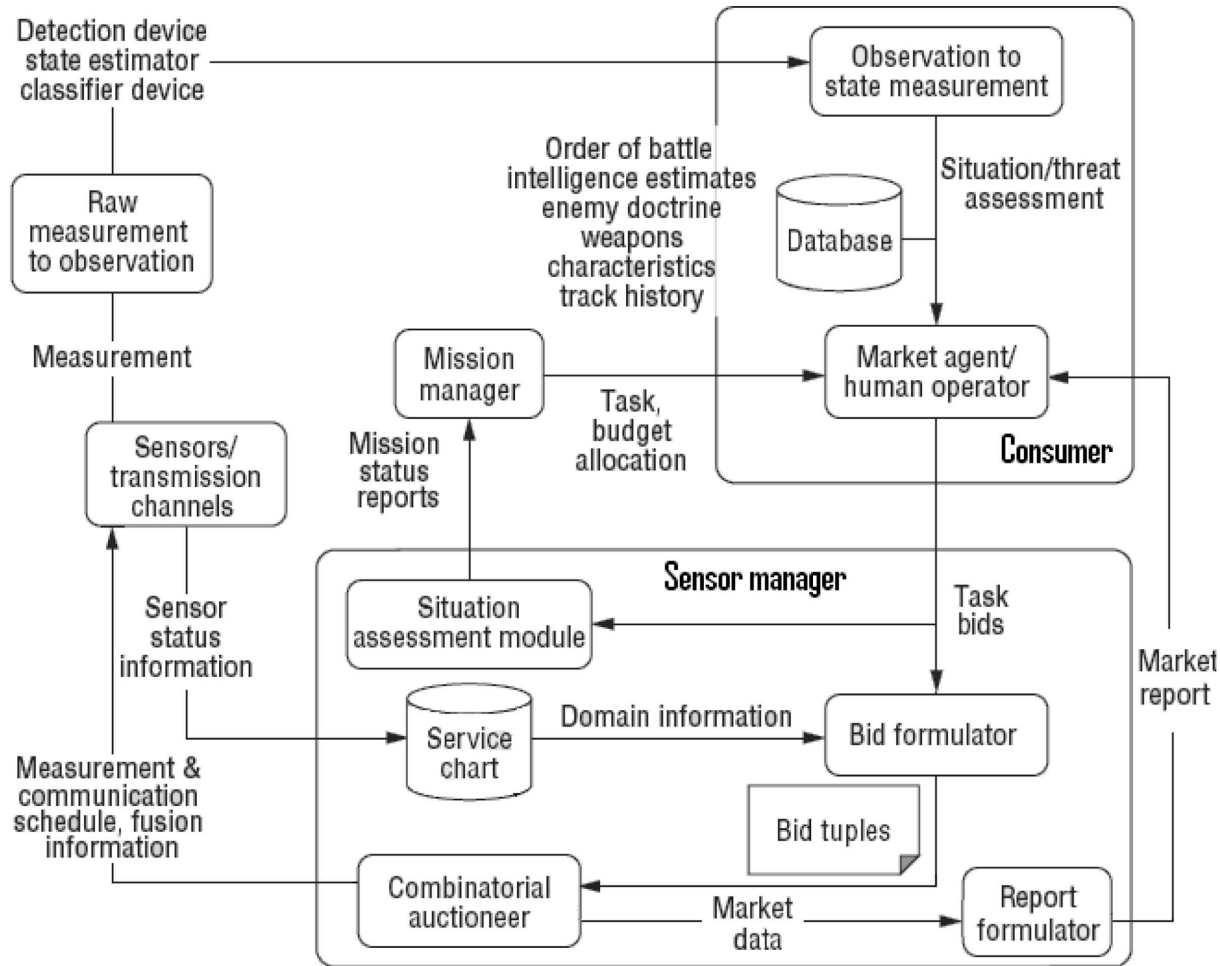 Detection device
state estimator
classifier device
Observation to
state measurement
Order of battle
intelligence estimates
enemy doctrine
weapons
characteristics
track history
Situation/threat
assessment
Database
Raw
measurement
to observation
Measurement
Mission
manager
Market agent/
human operator
Task,
budget
allocation
Consumer
Sensors/
transmission
channels
Mission
status
reports
Sensor manager
Situation
assessment module
Task
bids
Sensor
status
information
Market
report
Service
chart
Domain information
Bid formulator
Measurement &
communication
schedule, fusion
information
Bid tuples
Combinatorial
auctioneer
Market
data
Report
formulator